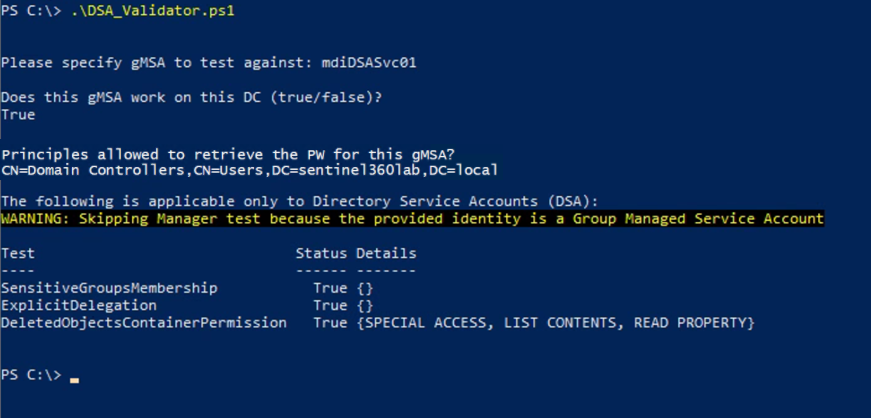 PS C:\> .\DSA_Validator.ps1
Please specify gMSA to test against: mdiDSASvc01
Does this gMSA work on this DC (true/false)?
True
Principles allowed to retrieve the PW for this gMSA?
CN=Domain Controllers,CN=Users,DC=sentinel360lab,DC=local
The following is applicable only to Directory Service Accounts (DSA):
WARNING: Skipping Manager test because the provided identity is a Group Managed Service Account
Test Status Details
---- ------ -------
SensitiveGroupsMembership True {}
ExplicitDelegation True {}
DeletedObjectsContainerPermission True {SPECIAL ACCESS, LIST CONTENTS, READ PROPERTY}
PS C:\>